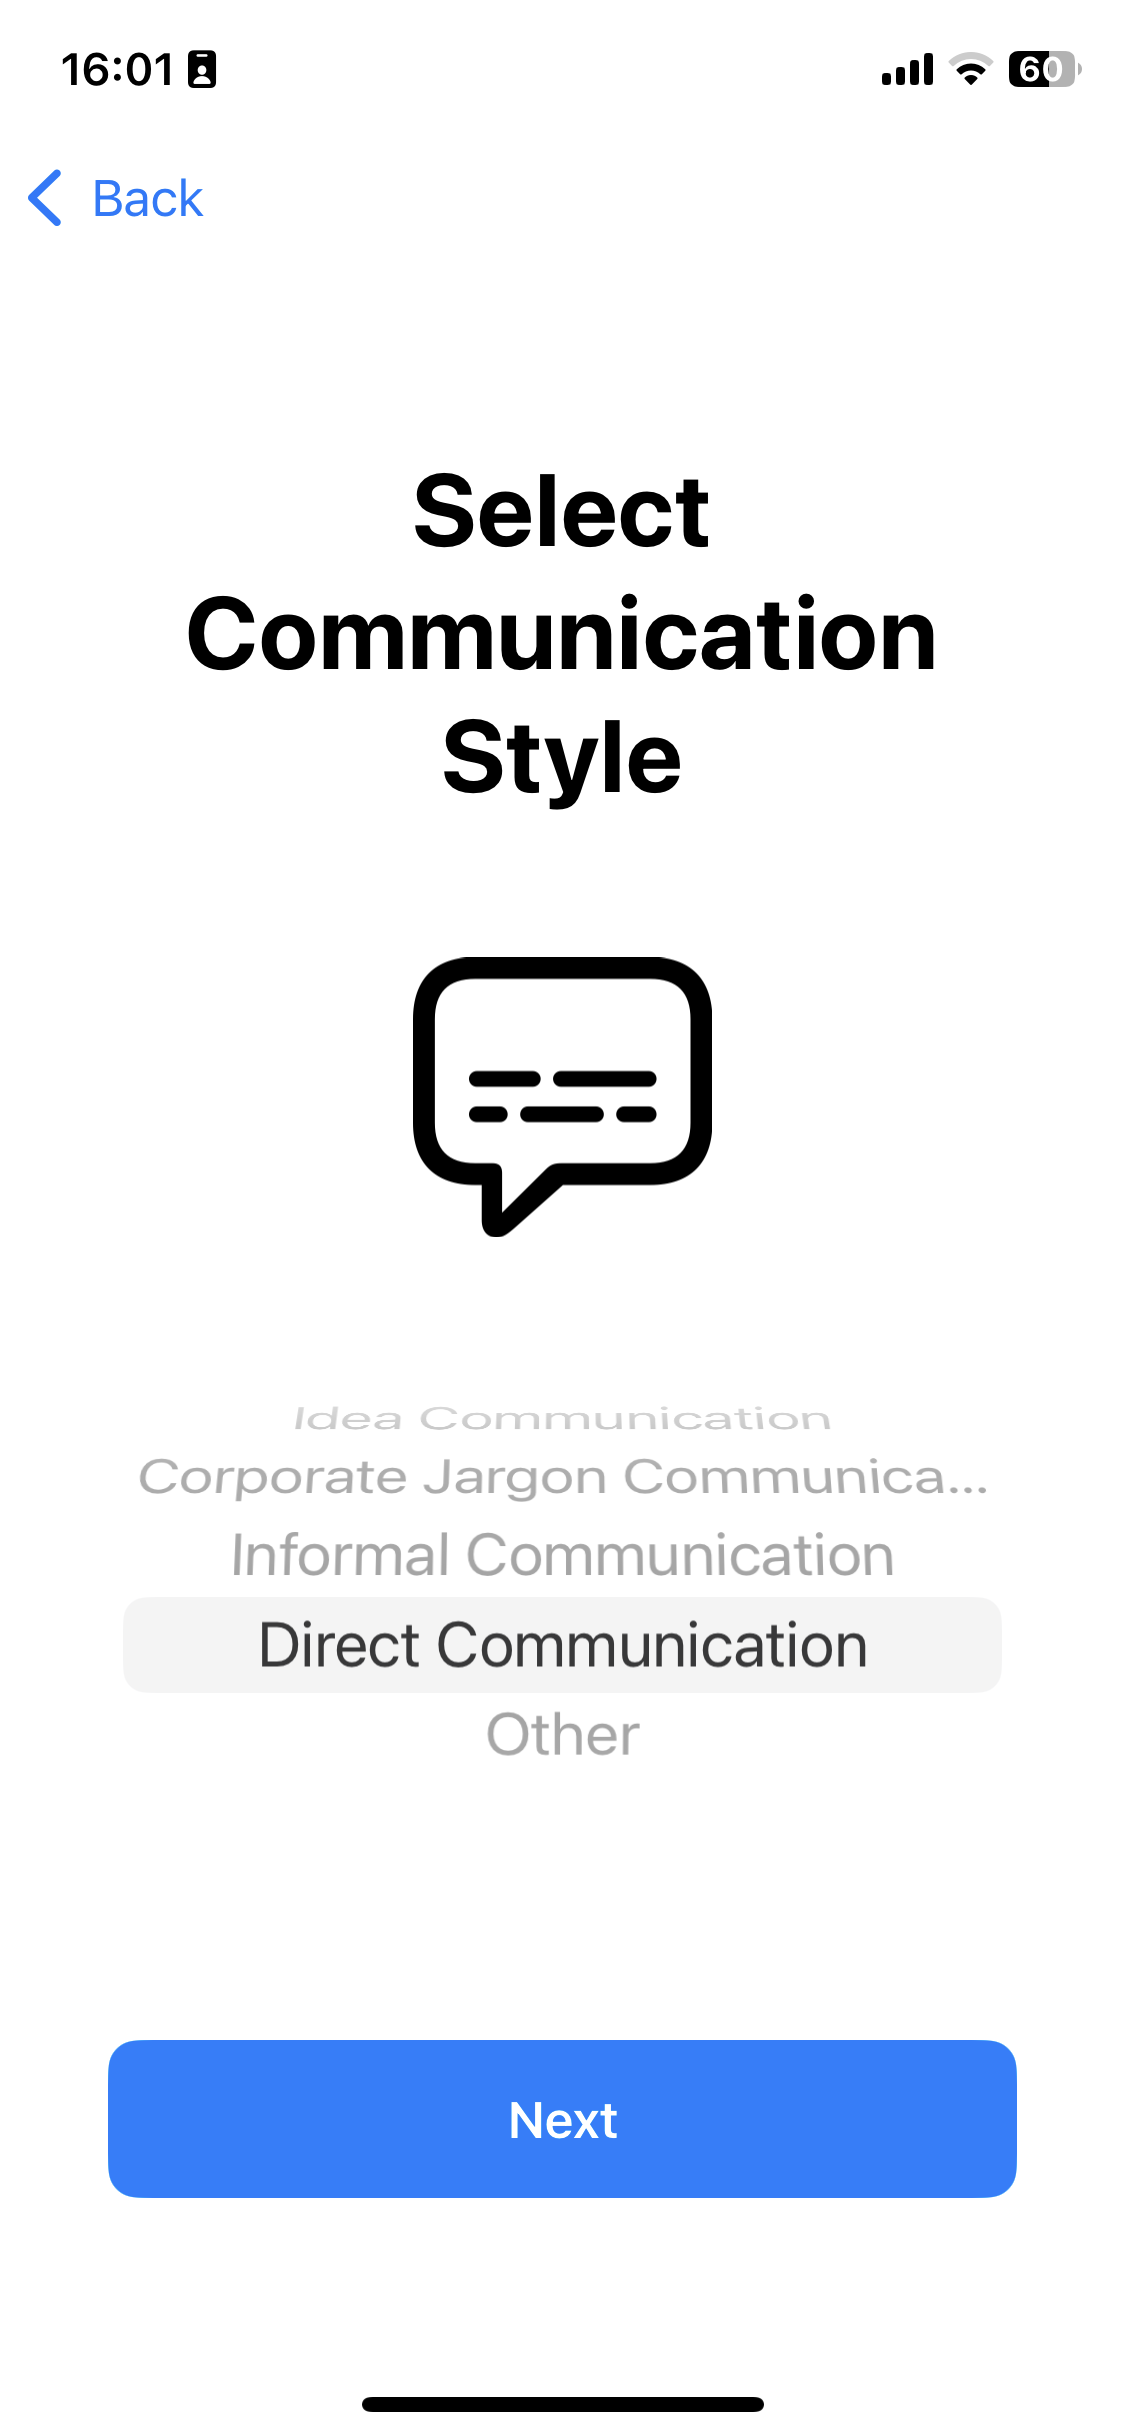 16:01
60
Back
Select
Communication
Style
Idea Communication
Corporate Jargon Communica...
Informal Communication
Direct Communication
Other
Next